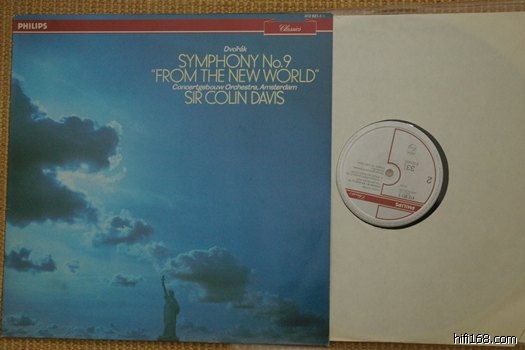 PHILIPS
Classics
Dvořák
SYMPHONY No.9
"FROM THE NEW WORLD"
Concertgebouw Orchestra, Amsterdam
SIR COLIN DAVIS
2
33
PHILIPS
hifi168.com